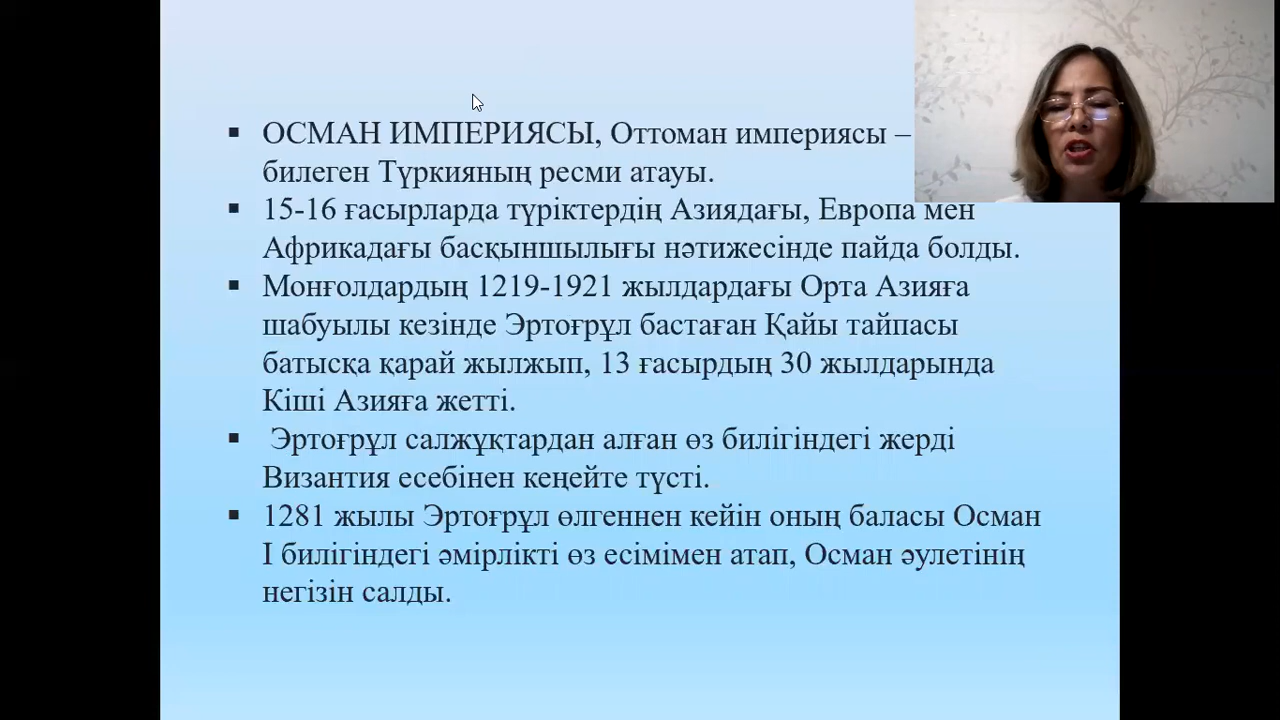 ОСМАН ИМПЕРИЯСЫ, Оттоман империясы –
билеген Түркияның ресми атауы.
15-16 ғасырларда түріктердің Азиядағы, Европа мен
Африкадағы басқыншылығы нәтижесінде пайда болды.
Монғолдардың 1219-1921 жылдардағы Орта Азияға
шабуылы кезінде Эртоғрұл бастаған Қайы тайпасы
батысқа қарай жылжып, 13 ғасырдың 30 жылдарында
Кіші Азияға жетті.
Эртоғрұл салжұқтардан алған өз билігіндегі жерді
Византия есебінен кеңейте түсті.
1281 жылы Эртоғрұл өлгеннен кейін оның баласы Осман
I билігіндегі әмірлікті өз есімімен атап, Осман әулетінің
негізін салды.